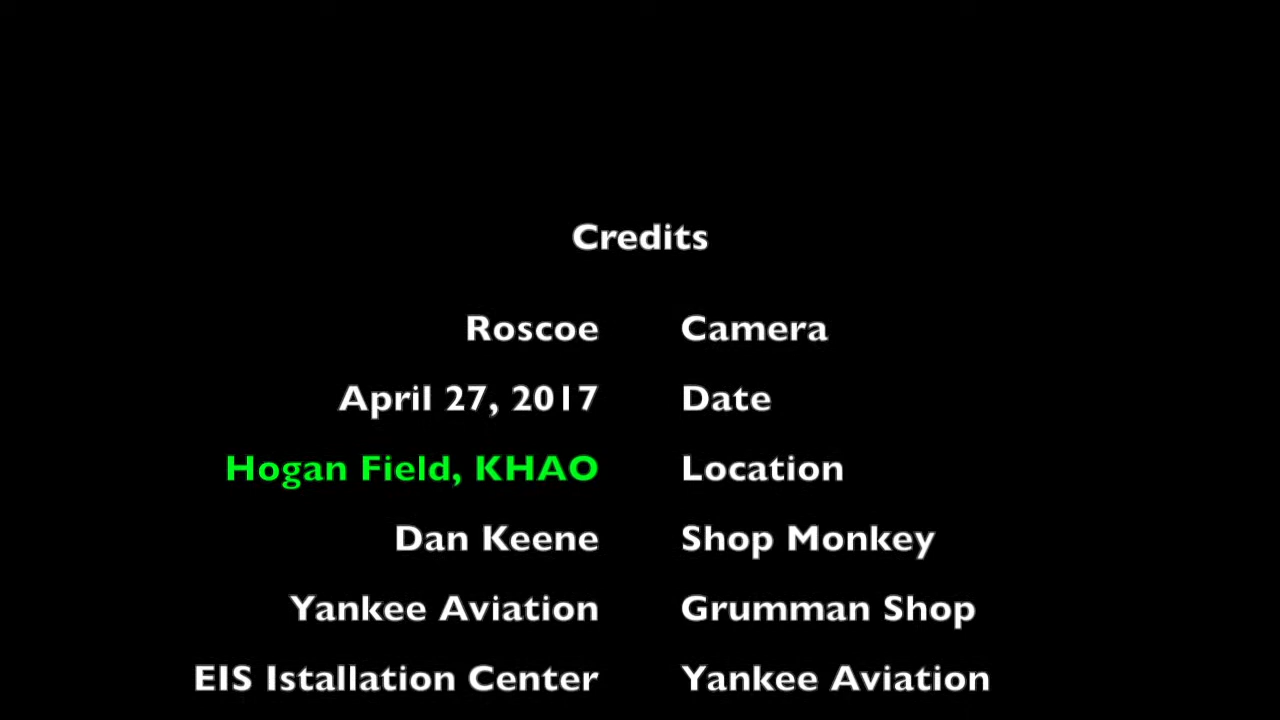 Credits
Roscoe Camera
April 27, 2017 Date
Hogan Field, KHAO Location
Dan Keene Shop Monkey
Yankee Aviation Grumman Shop
EIS Istallation Center Yankee Aviation